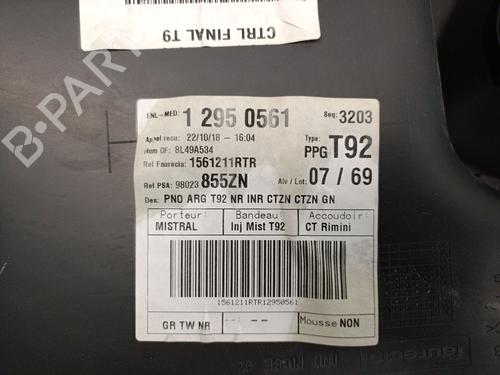 CTRL FINAL T9
ENL-MED: 1 295 0561 Seq: 3203
Appel recu: 22/10/18 - 16:04 Type: PPG T92
Num OF: 8L49A534
Ref Faurecia: 1561211RTR
Ref PSA: 98023 855ZN Alv / Lot: 07 / 69
Des: PNO ARG T92 NR INR CTZN CTZN GN
Porteur: Bandeau: Accoudoir:
MISTRAL Inj Mist T92 CT Rimini
1561211RTR12950561
GR TW NR --:-- Mousse NON
faurecia